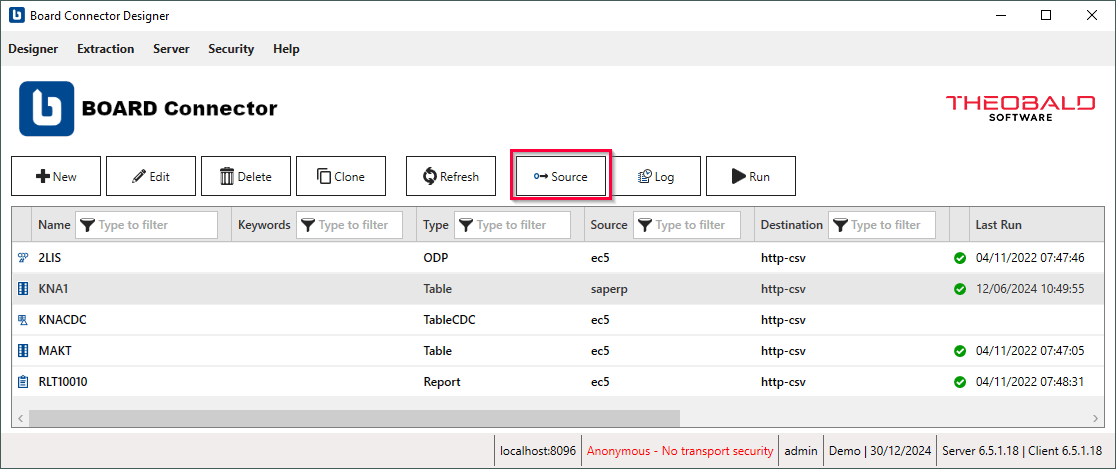 Board Connector Designer
Designer Extraction Server Security Help
BOARD Connector
THEOBALD
SOFTWARE
New Edit Delete Clone Refresh Source Log Run
Name Type to filter Keywords Type to filter Type Type to filter Source Type to filter Destination Type to filter Last Run
2LIS ODP ec5 http-csv 04/11/2022 07:47:46
KNA1 Table saperp http-csv 12/06/2024 10:49:55
KNACDC TableCDC ec5 http-csv
MAKT Table ec5 http-csv 04/11/2022 07:47:05
RLT10010 Report ec5 http-csv 04/11/2022 07:48:31
localhost:8096 Anonymous - No transport security admin Demo | 30/12/2024 Server 6.5.1.18 | Client 6.5.1.18